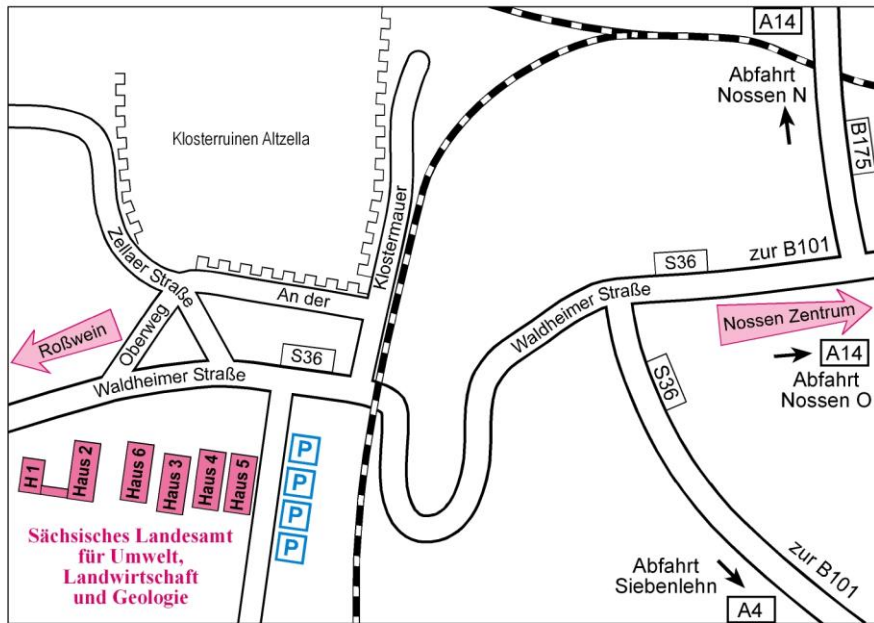 A14
Abfahrt
Nossen N
B175
Klosterruinen Altzella
Klostermauer
Zellaer Straße
An der
zur B101
S36
Waldheimer Straße
Nossen Zentrum
Roßwein
Oberweg
S36
Waldheimer Straße
A14
Abfahrt
Nossen O
S36
H 1
Haus 2
Haus 6
Haus 3
Haus 4
Haus 5
P
P
P
P
Sächsisches Landesamt
für Umwelt,
Landwirtschaft
und Geologie
Abfahrt
Siebenlehn
A4
zur B101